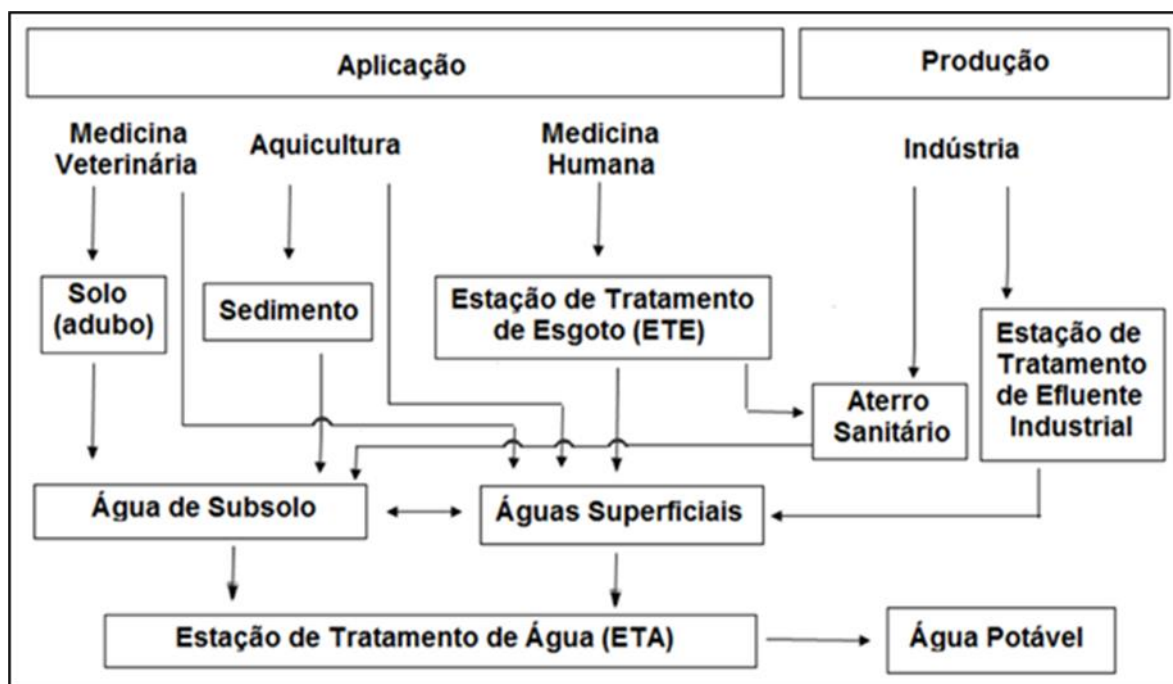 Aplicação
Produção
Medicina
Veterinária
Aquicultura
Medicina
Humana
Indústria
Solo
(adubo)
Sedimento
Estação de Tratamento
de Esgoto (ETE)
Aterro
Sanitário
Estação de
Tratamento
de Efluente
Industrial
Água de Subsolo
Águas Superficiais
Estação de Tratamento de Água (ETA)
Água Potável